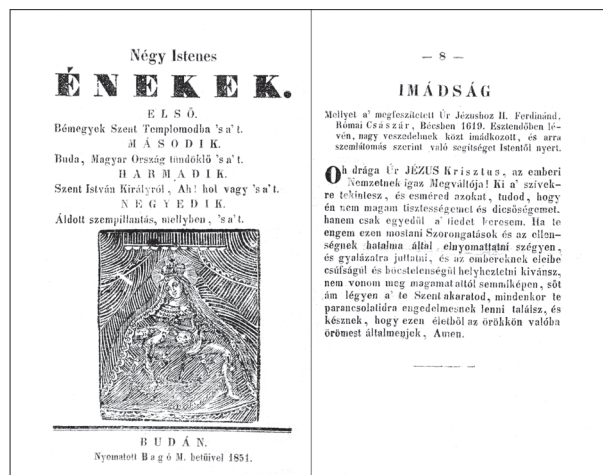 Négy Istenes
ÉNEKEK.
ELSŐ.
Bémegyek Szent Templomodba 's a' t.
MÁSODIK.
Buda, Magyar Ország tündöklő 's a' t.
HARMADIK.
Szent István Királyról, Ah! hol vagy 's a't.
NEGYEDIK.
Áldott szempillantás, mellyben, 's a't.
BUDÁN.
Nyomatott Bagó M. betűivel 1851.
— 8 —
IMÁDSÁG
Mellyet a' megfeszitetett Úr Jézushoz II. Ferdinánd,
Római Császár, Bécsben 1619. Esztendőben lé-
vén, nagy veszedelmek közt imádkozott, és arra
szemlátomás szerint való segítséget Istentől nyert.
Oh drága Úr JÉZUS Krisztus, az emberi
Nemzetnek igaz Megváltója! Ki a' szívek-
re tekintesz, és esméred azokat, tudod, hogy
én nem magam tisztességemet és dicsőségemet,
hanem csak egyedül a' tiedet keresem. Ha te
engem ezen mostani Szorongatások és az ellen-
ségnek hatalma által elnyomattatni szégyen,
és gyalázatra juttatni, és az embereknek eleibe
csúfságúl és böcstelenségül helyheztetni kivánsz,
nem vonom meg magamat attól semmiképen, sőt
ám légyen a' te Szent akaratod, mindenkor te
parancsolatidra engedelmesnek lenni találsz, és
késznek, hogy ezen életből az örökkön valóba
örömest általmenjek, Amen.